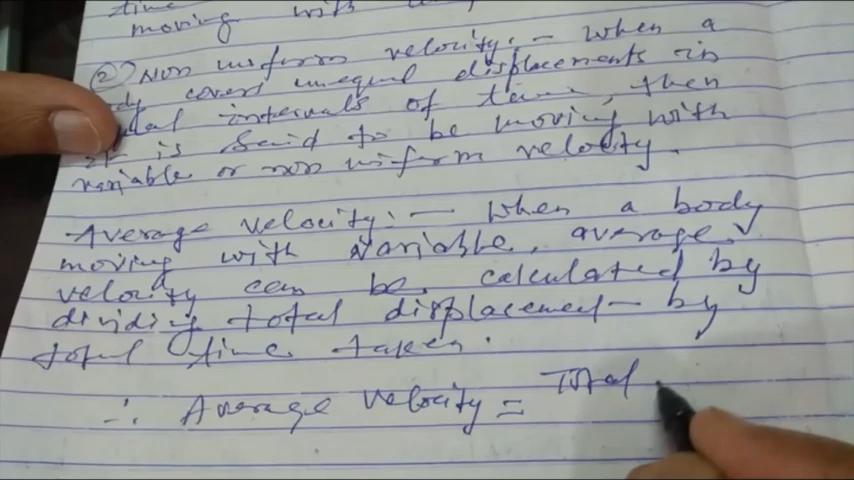 time
moving with
② Non uniform velocity:- When a
body covers unequal displacements in
equal intervals of time, then
it is said to be moving with
variable or non uniform velocity.
Average velocity:- When a body
moving with variable, average
velocity can be calculated by
dividing total displacement by
total time taken.
∴ Average velocity = Total